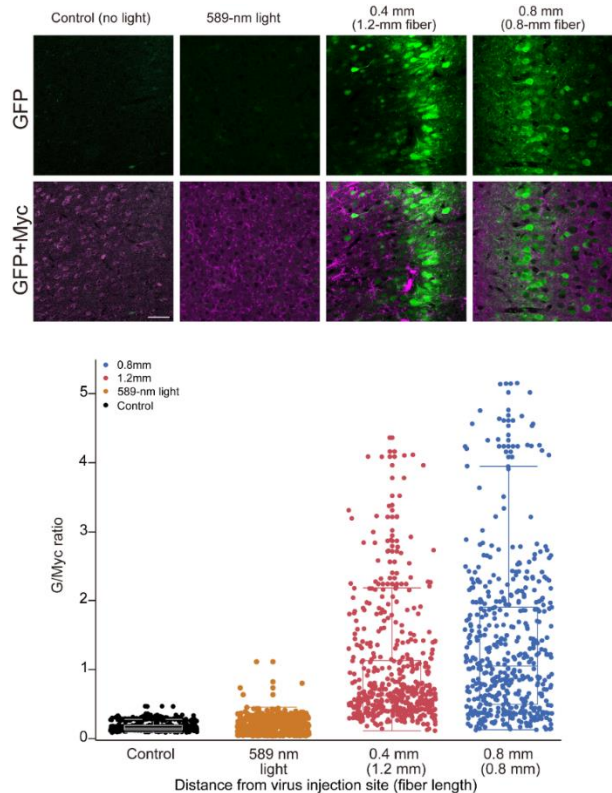 Control (no light)
589-nm light
0.4 mm
(1.2-mm fiber)
0.8 mm
(0.8-mm fiber)
GFP
GFP+Myc
0.8mm
1.2mm
589-nm light
Control
5
4
3
2
1
0
G/Myc ratio
Control
589 nm
light
0.4 mm
(1.2 mm)
0.8 mm
(0.8 mm)
Distance from virus injection site (fiber length)